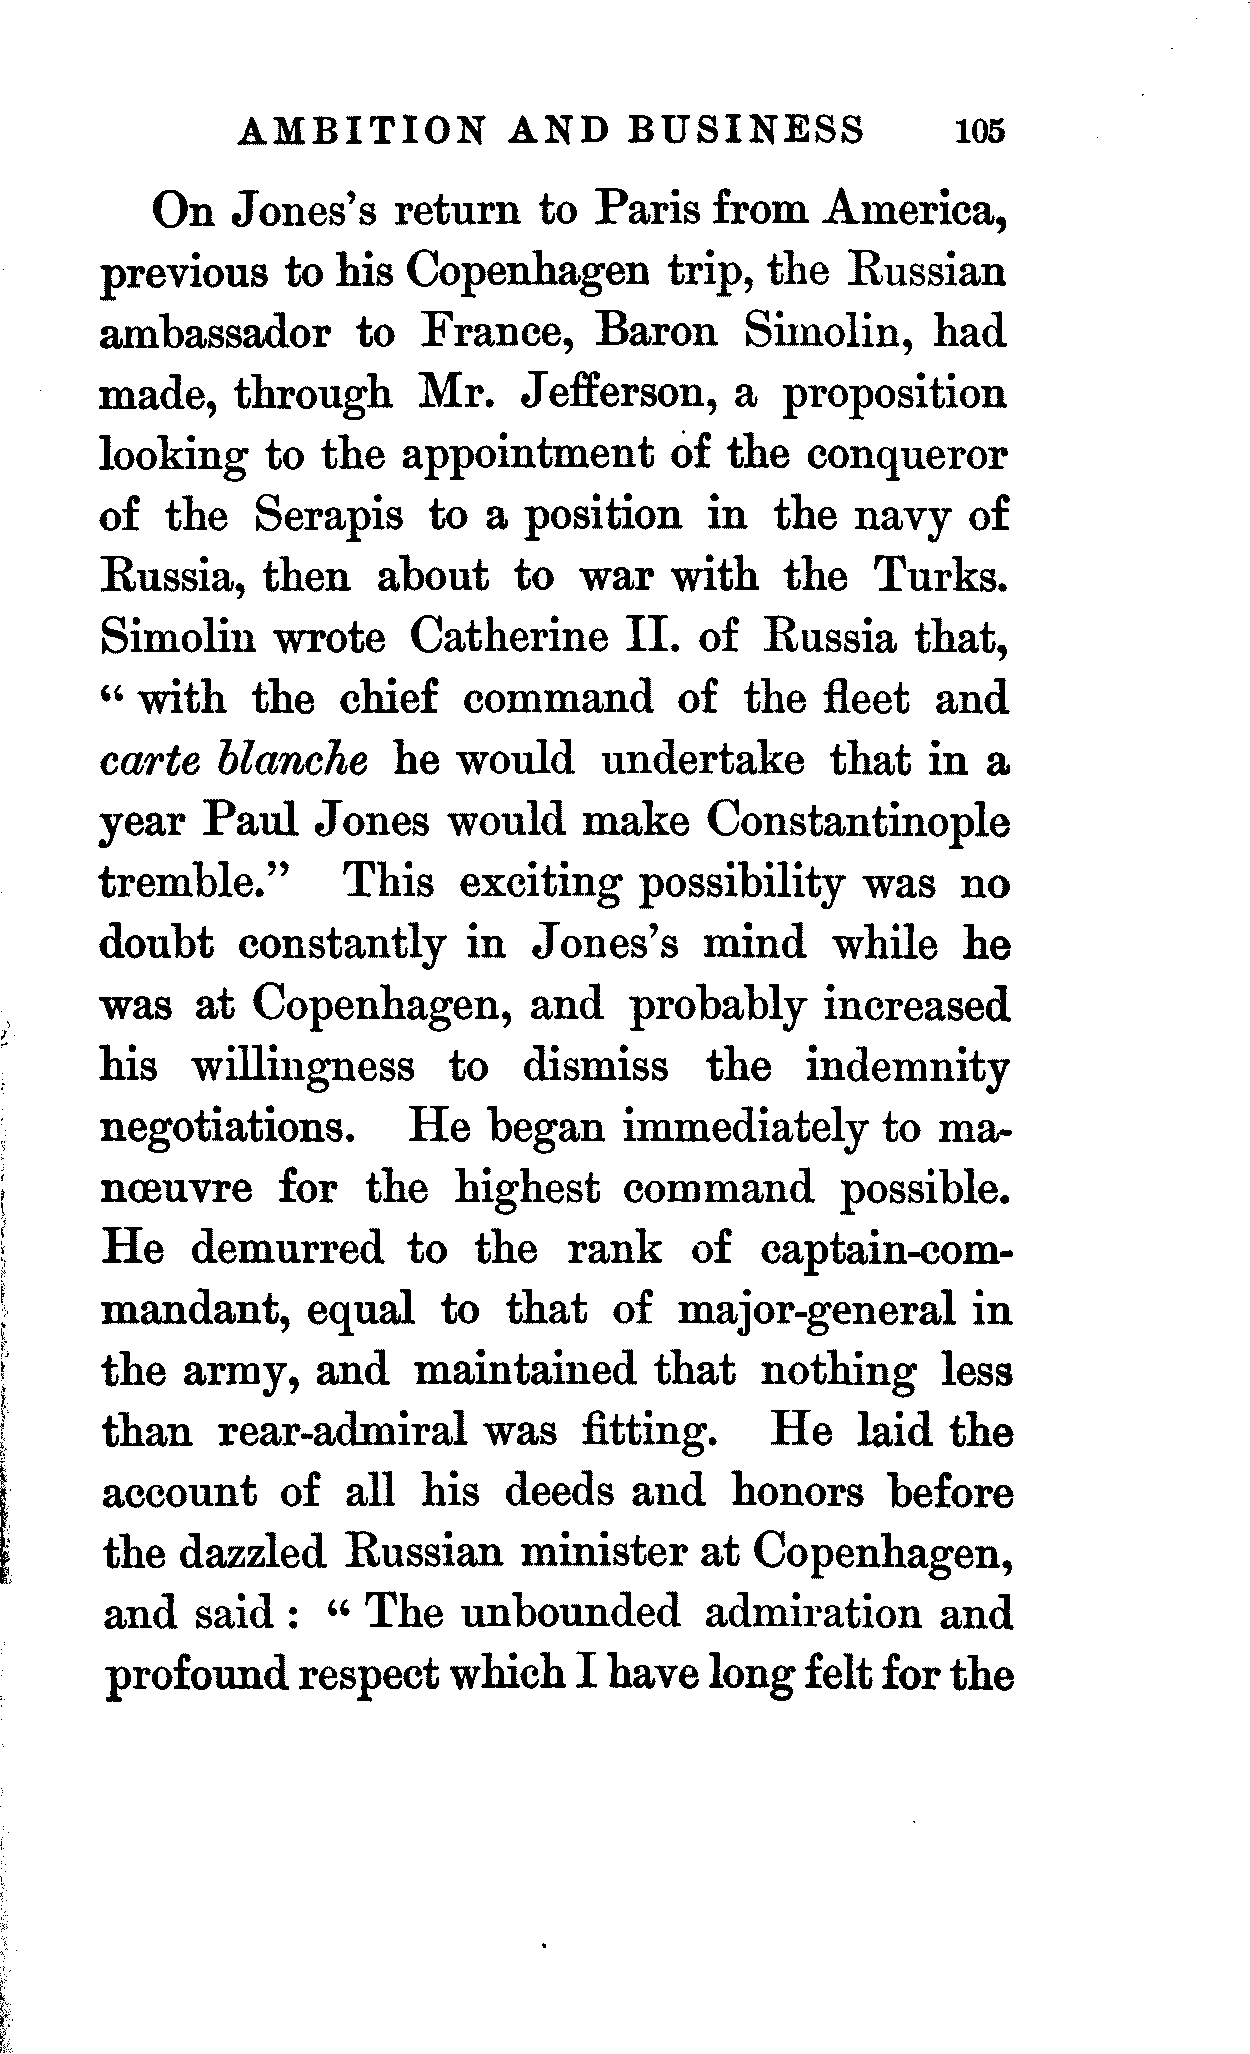 AMBITION AND BUSINESS 105
On Jones's return to Paris from America,
previous to his Copenhagen trip, the Russian
ambassador to France, Baron Simolin, had
made, through Mr. Jefferson, a proposition
looking to the appointment of the conqueror
of the Serapis to a position in the navy of
Russia, then about to war with the Turks.
Simolin wrote Catherine II. of Russia that,
" with the chief command of the fleet and
carte blanche he would undertake that in a
year Paul Jones would make Constantinople
tremble." This exciting possibility was no
doubt constantly in Jones's mind while he
was at Copenhagen, and probably increased
his willingness to dismiss the indemnity
negotiations. He began immediately to ma-
nœuvre for the highest command possible.
He demurred to the rank of captain-com-
mandant, equal to that of major-general in
the army, and maintained that nothing less
than rear-admiral was fitting. He laid the
account of all his deeds and honors before
the dazzled Russian minister at Copenhagen,
and said : " The unbounded admiration and
profound respect which I have long felt for the